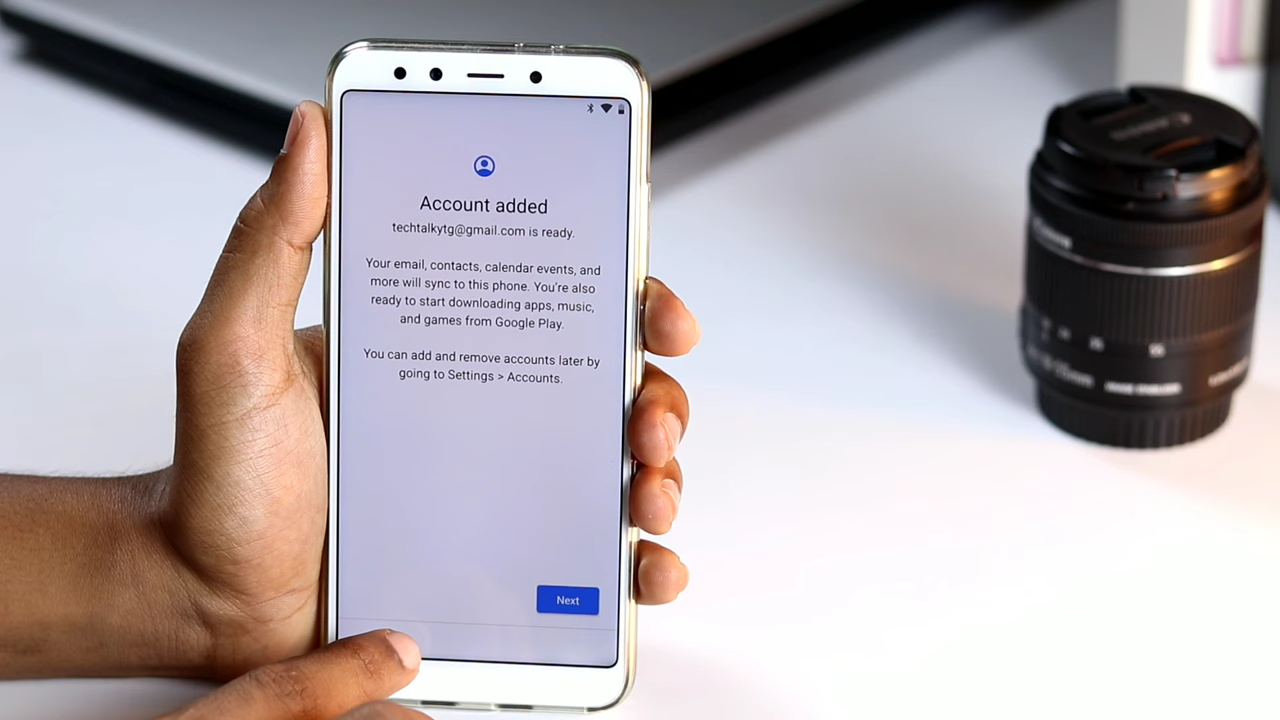 Account added
techtalkytg@gmail.com is ready.
Your email, contacts, calendar events, and
more will sync to this phone. You're also
ready to start downloading apps, music,
and games from Google Play.
You can add and remove accounts later by
going to Settings > Accounts.
Next
Canon
Canon